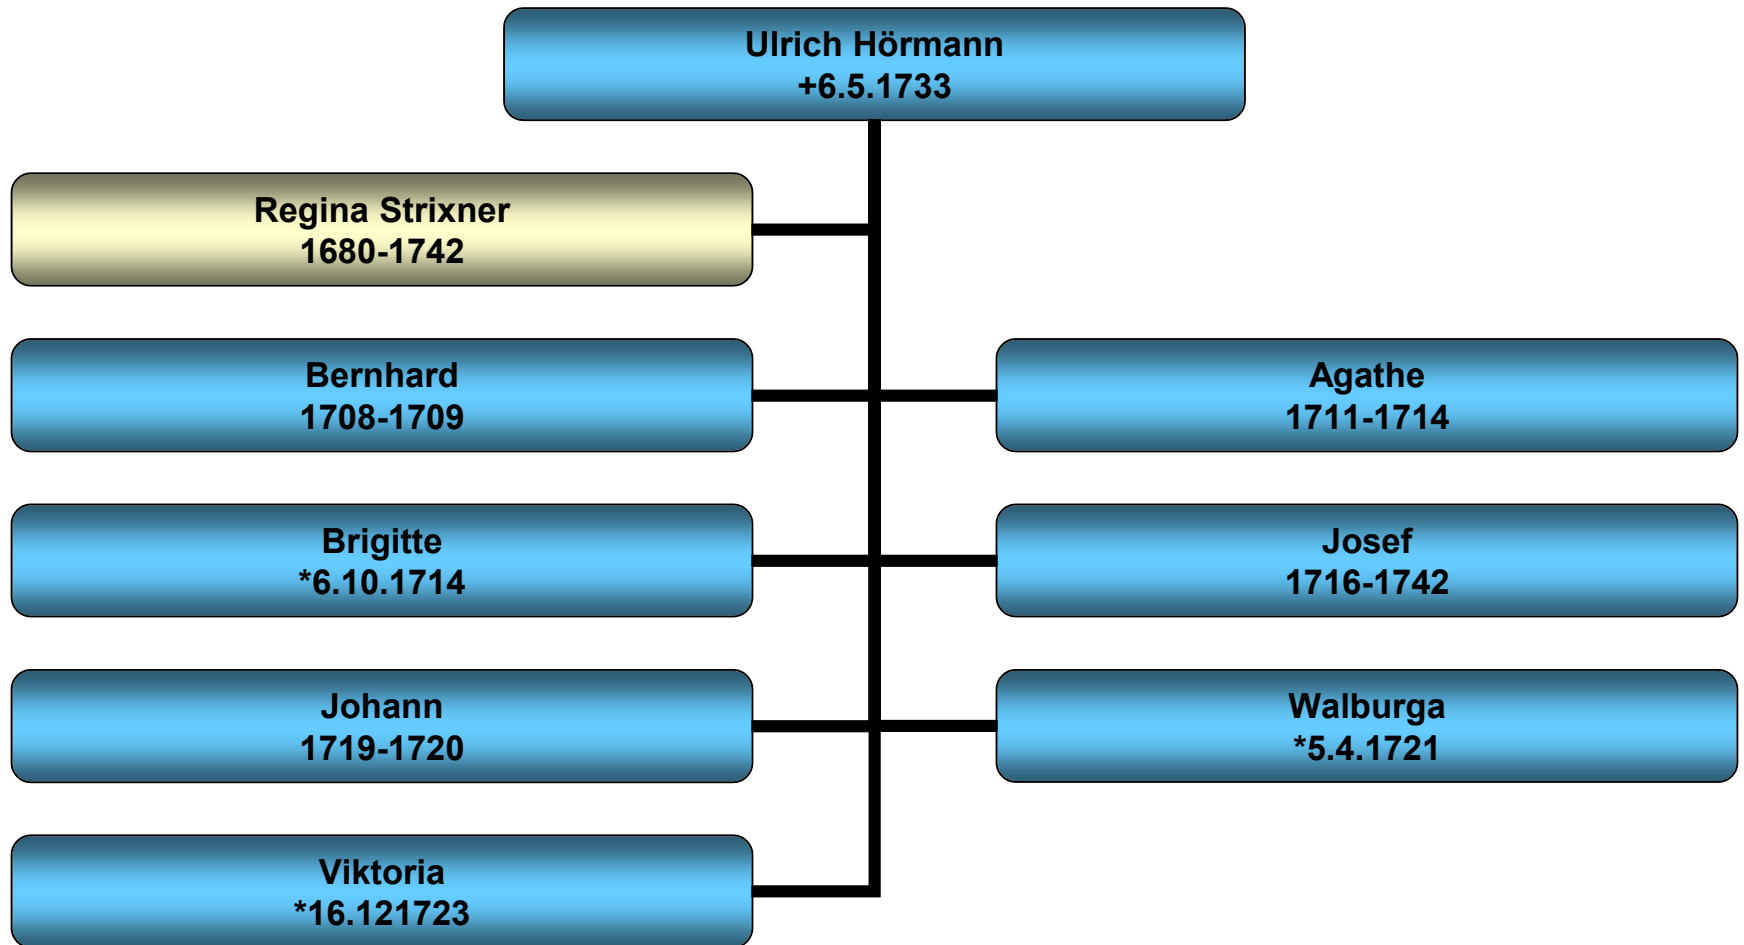 Ulrich Hörmann
+6.5.1733
Regina Strixner
1680-1742
Bernhard
1708-1709
Agathe
1711-1714
Brigitte
*6.10.1714
Josef
1716-1742
Johann
1719-1720
Walburga
*5.4.1721
Viktoria
*16.121723